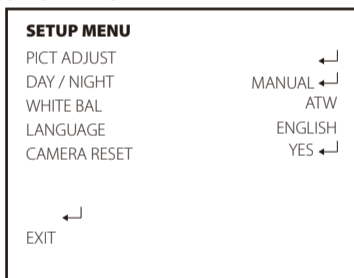 SETUP MENU
PICT ADJUST ↵
DAY / NIGHT MANUAL ↵
WHITE BAL ATW
LANGUAGE ENGLISH
CAMERA RESET YES ↵
↵
EXIT